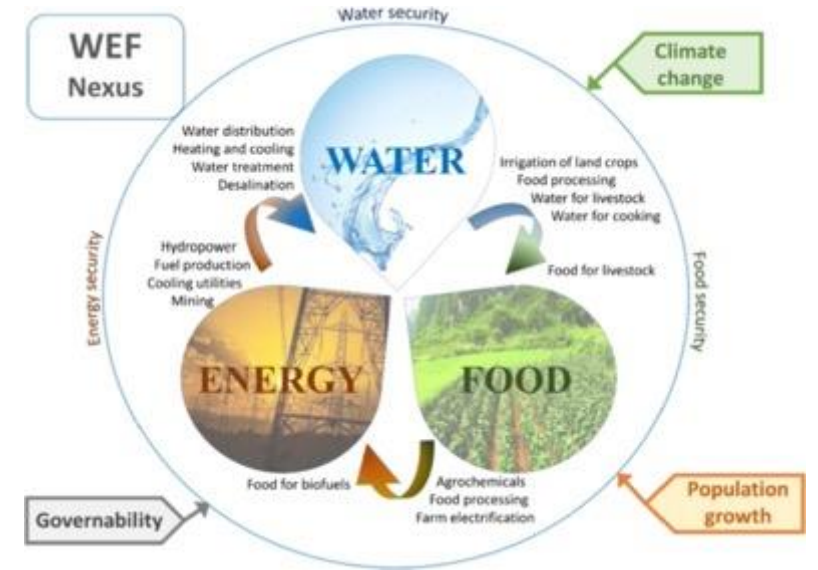 Water security
WEF
Nexus
Climate
change
Water distribution
Heating and cooling
Water treatment
Desalination
WATER
Irrigation of land crops
Food processing
Water for livestock
Water for cooking
Hydropower
Fuel production
Cooling utilities
Mining
Food for livestock
Energy security
Food security
ENERGY
FOOD
Food for biofuels
Agrochemicals
Food processing
Farm electrification
Governability
Population
growth